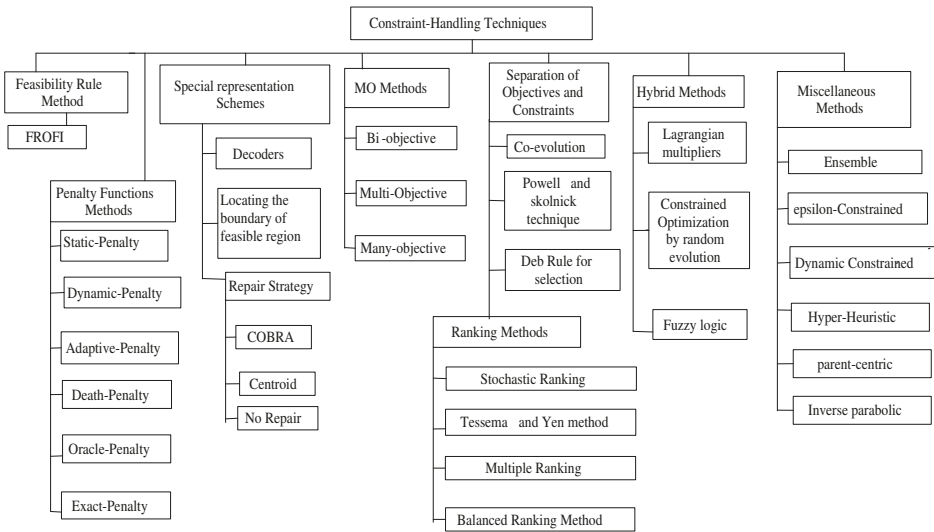 Constraint-Handling Techniques
Feasibility Rule
Method
FROFI
Penalty Functions
Methods
Static-Penalty
Dynamic-Penalty
Adaptive-Penalty
Death-Penalty
Oracle-Penalty
Exact-Penalty
Special representation
Schemes
Decoders
Locating the
boundary of
feasible region
Repair Strategy
COBRA
Centroid
No Repair
MO Methods
Bi-objective
Multi-Objective
Many-objective
Separation of
Objectives and
Constraints
Co-evolution
Powell and
skolnick
technique
Deb Rule for
selection
Ranking Methods
Stochastic Ranking
Tessema and Yen method
Multiple Ranking
Balanced Ranking Method
Hybrid Methods
Lagrangian
multipliers
Constrained
Optimization
by random
evolution
Fuzzy logic
Miscellaneous
Methods
Ensemble
epsilon-Constrained
Dynamic Constrained
Hyper-Heuristic
parent-centric
Inverse parabolic